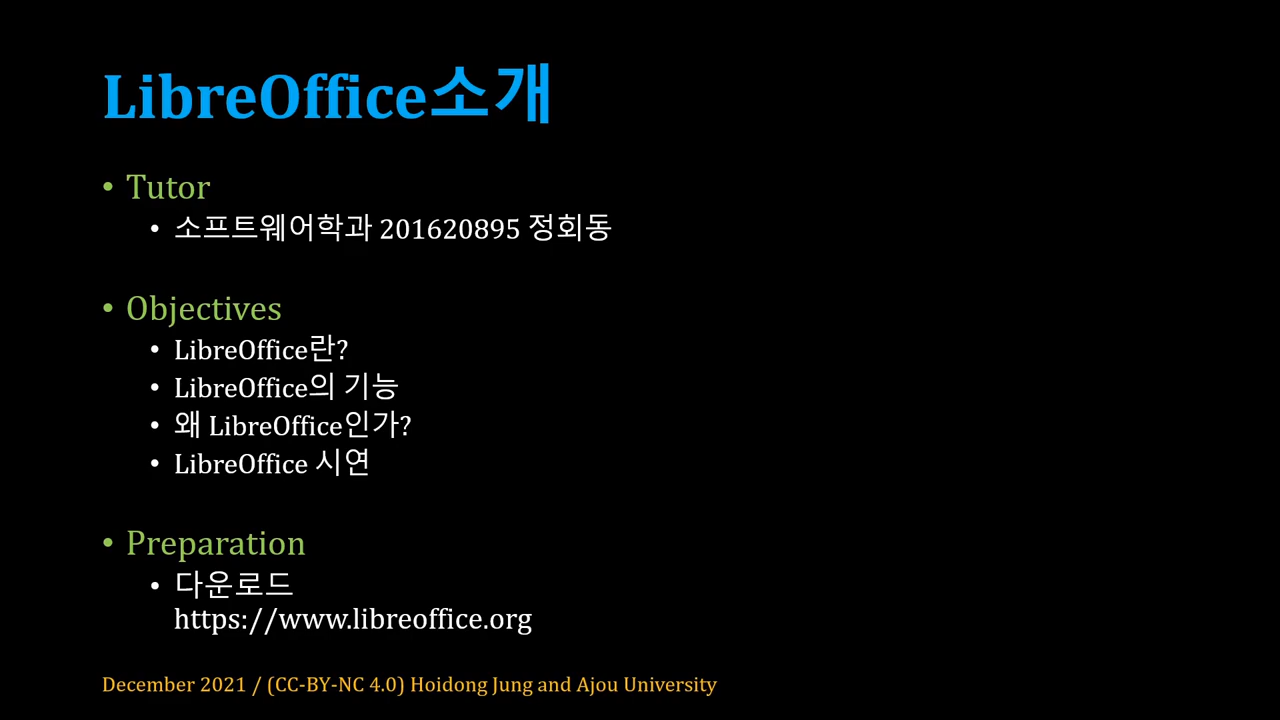 LibreOffice소개
• Tutor
• 소프트웨어학과 201620895 정회동
• Objectives
• LibreOffice란?
• LibreOffice의 기능
• 왜 LibreOffice인가?
• LibreOffice 시연
• Preparation
• 다운로드
https://www.libreoffice.org
December 2021 / (CC-BY-NC 4.0) Hoidong Jung and Ajou University